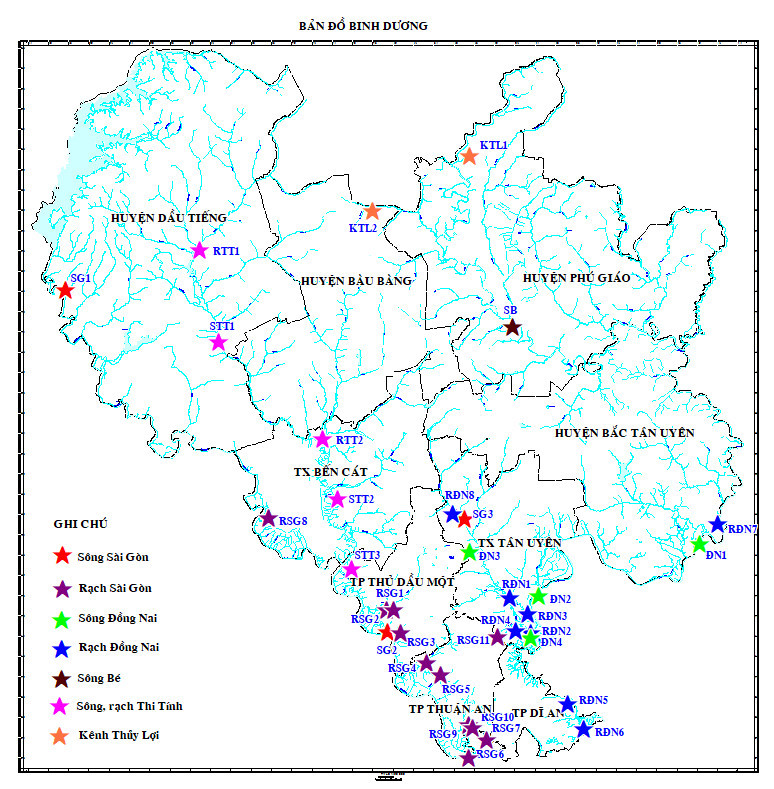 BẢN ĐỒ BINH DƯƠNG
KTL1
HUYỆN DẦU TIẾNG
KTL2
RTT1
HUYỆN BÀU BÀNG
HUYỆN PHÚ GIÁO
SG1
SB
STT1
HUYỆN BẮC TÂN UYÊN
RTT2
TX BẾN CÁT
STT2
RĐN8
SG3
RSG8
RĐN7
GHI CHÚ
TX TÂN UYÊN
ĐN3
ĐN1
Sông Sài Gòn
STT3
TP THỦ DẦU MỘT
RĐN1
Rạch Sài Gòn
RSG1
ĐN2
Sông Đồng Nai
RSG2
RĐN4
RĐN3
RĐN2
RSG3
RSG11
ĐN4
Rạch Đồng Nai
SG2
RSG4
Sông Bé
RSG5
Sông, rạch Thi Tính
TP THUẬN AN
TP DĨ AN
RĐN5
RSG10
RSG7
Kênh Thủy Lợi
RSG9
RĐN6
RSG6